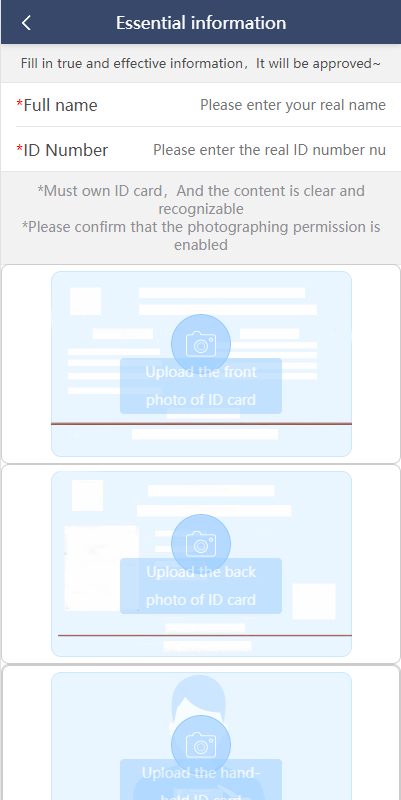 Essential information
Fill in true and effective information，It will be approved~
*Full name
Please enter your real name
*ID Number
Please enter the real ID number nu
*Must own ID card，And the content is clear and
recognizable
*Please confirm that the photographing permission is
enabled
Upload the front
photo of ID card
Upload the back
photo of ID card
Upload the hand-
held ID card